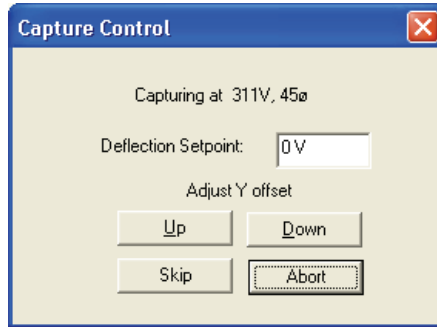 Capture Control
Capturing at 311V, 45ø
Deflection Setpoint: 0 V
Adjust Y offset
Up Down
Skip Abort